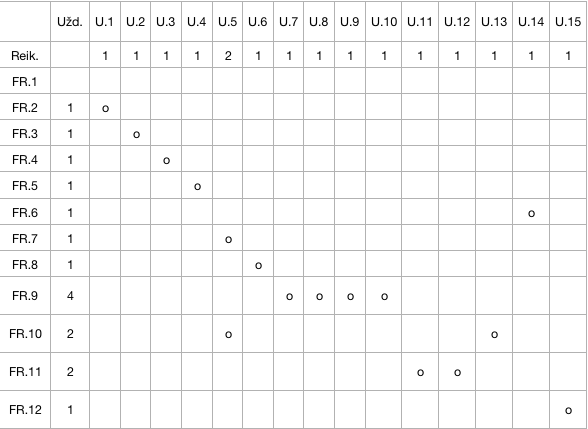 Užd. U.1 U.2 U.3 U.4 U.5 U.6 U.7 U.8 U.9 U.10 U.11 U.12 U.13 U.14 U.15
Reik. 1 1 1 1 2 1 1 1 1 1 1 1 1 1 1
FR.1
FR.2 1 o
FR.3 1 o
FR.4 1 o
FR.5 1 o
FR.6 1 o
FR.7 1 o
FR.8 1 o
FR.9 4 o o o o
FR.10 2 o o
FR.11 2 o o
FR.12 1 o